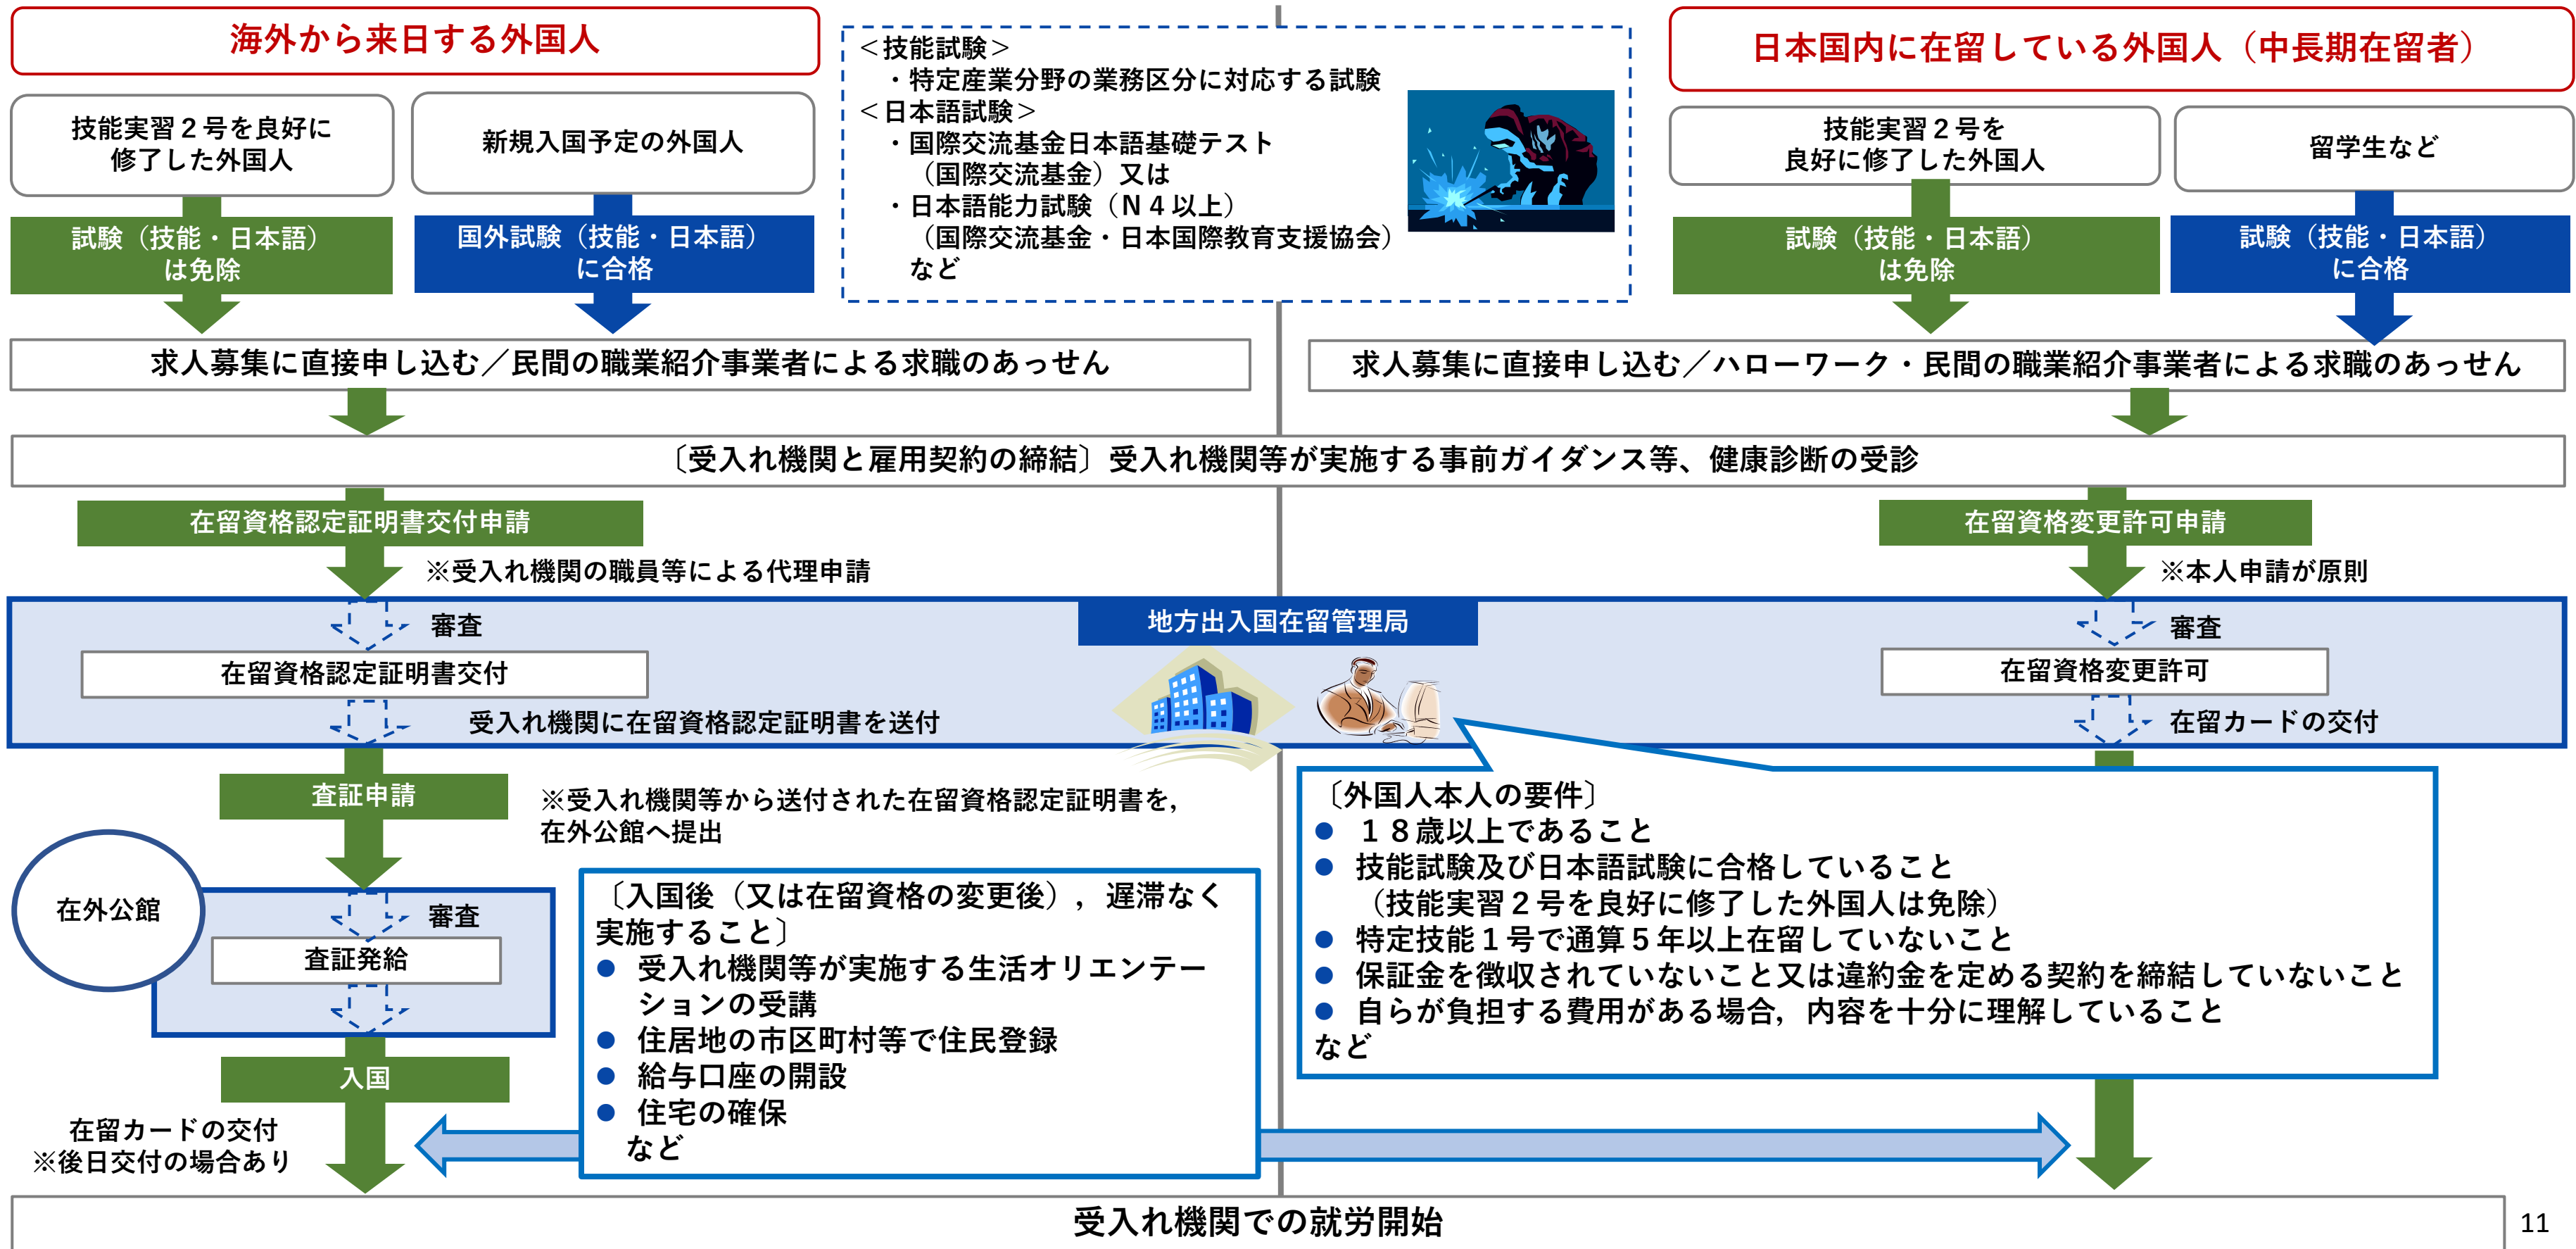 海外から来日する外国人
技能実習２号を良好に
修了した外国人
新規入国予定の外国人
試験（技能・日本語）
は免除
国外試験（技能・日本語）
に合格
＜技能試験＞
・特定産業分野の業務区分に対応する試験
＜日本語試験＞
・国際交流基金日本語基礎テスト
（国際交流基金）又は
・日本語能力試験（Ｎ４以上）
（国際交流基金・日本国際教育支援協会）
など
日本国内に在留している外国人（中長期在留者）
技能実習２号を
良好に修了した外国人
留学生など
試験（技能・日本語）
は免除
試験（技能・日本語）
に合格
求人募集に直接申し込む／民間の職業紹介事業者による求職のあっせん
求人募集に直接申し込む／ハローワーク・民間の職業紹介事業者による求職のあっせん
〔受入れ機関と雇用契約の締結〕受入れ機関等が実施する事前ガイダンス等、健康診断の受診
在留資格認定証明書交付申請
※受入れ機関の職員等による代理申請
在留資格変更許可申請
※本人申請が原則
地方出入国在留管理局
審査
在留資格認定証明書交付
受入れ機関に在留資格認定証明書を送付
審査
在留資格変更許可
在留カードの交付
査証申請
※受入れ機関等から送付された在留資格認定証明書を，
在外公館へ提出
在外公館
審査
査証発給
入国
在留カードの交付
※後日交付の場合あり
〔入国後（又は在留資格の変更後），遅滞なく
実施すること〕
● 受入れ機関等が実施する生活オリエンテー
ションの受講
● 住居地の市区町村等で住民登録
● 給与口座の開設
● 住宅の確保
など
〔外国人本人の要件〕
● １８歳以上であること
● 技能試験及び日本語試験に合格していること
（技能実習２号を良好に修了した外国人は免除）
● 特定技能１号で通算５年以上在留していないこと
● 保証金を徴収されていないこと又は違約金を定める契約を締結していないこと
● 自らが負担する費用がある場合，内容を十分に理解していること
など
受入れ機関での就労開始
11